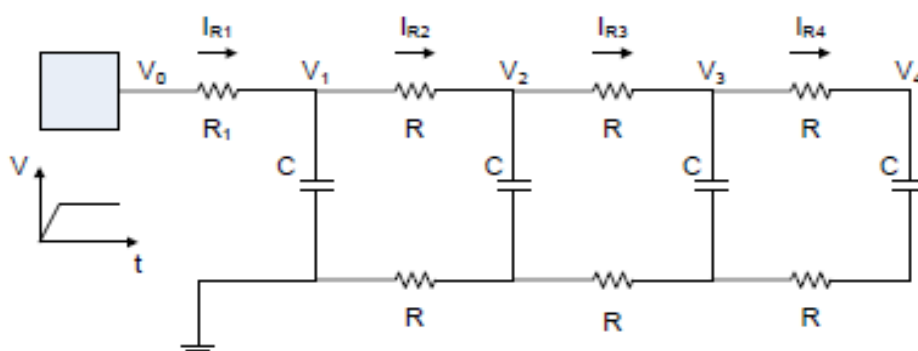 I_R1 I_R2 I_R3 I_R4
V_0 V_1 V_2 V_3 V_4
R_1 R R R
V C C C C
t
R R R